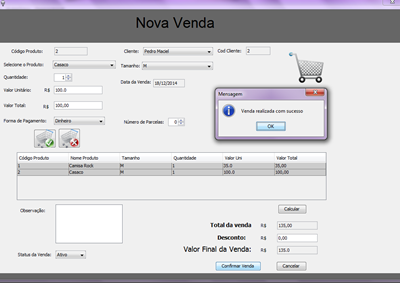 Nova Venda
Código Produto: 2 Cliente: Pedro Maciel Cod Cliente: 2
Selecione o Produto: Casaco Tamanho: M
Quantidade: 1 Data da Venda: 18/12/2014
Valor Unitário: R$ 100.0
Valor Total: R$ 100,00
Forma de Pagamento: Dinheiro Número de Parcelas: 0
Mensagem
Venda realizada com sucesso
OK
Código Produto Nome Produto Tamanho Quantidade Valor Uni Valor Total
1 Camisa Rock M 1 35,00 35,00
2 Casaco M 1 100.0 100,00
Observação: Calcular
Total da venda R$ 135,00
Desconto: R$ 0,00
Valor Final da Venda: R$ 135.0
Status da Venda: Ativo
Confirmar Venda Cancelar